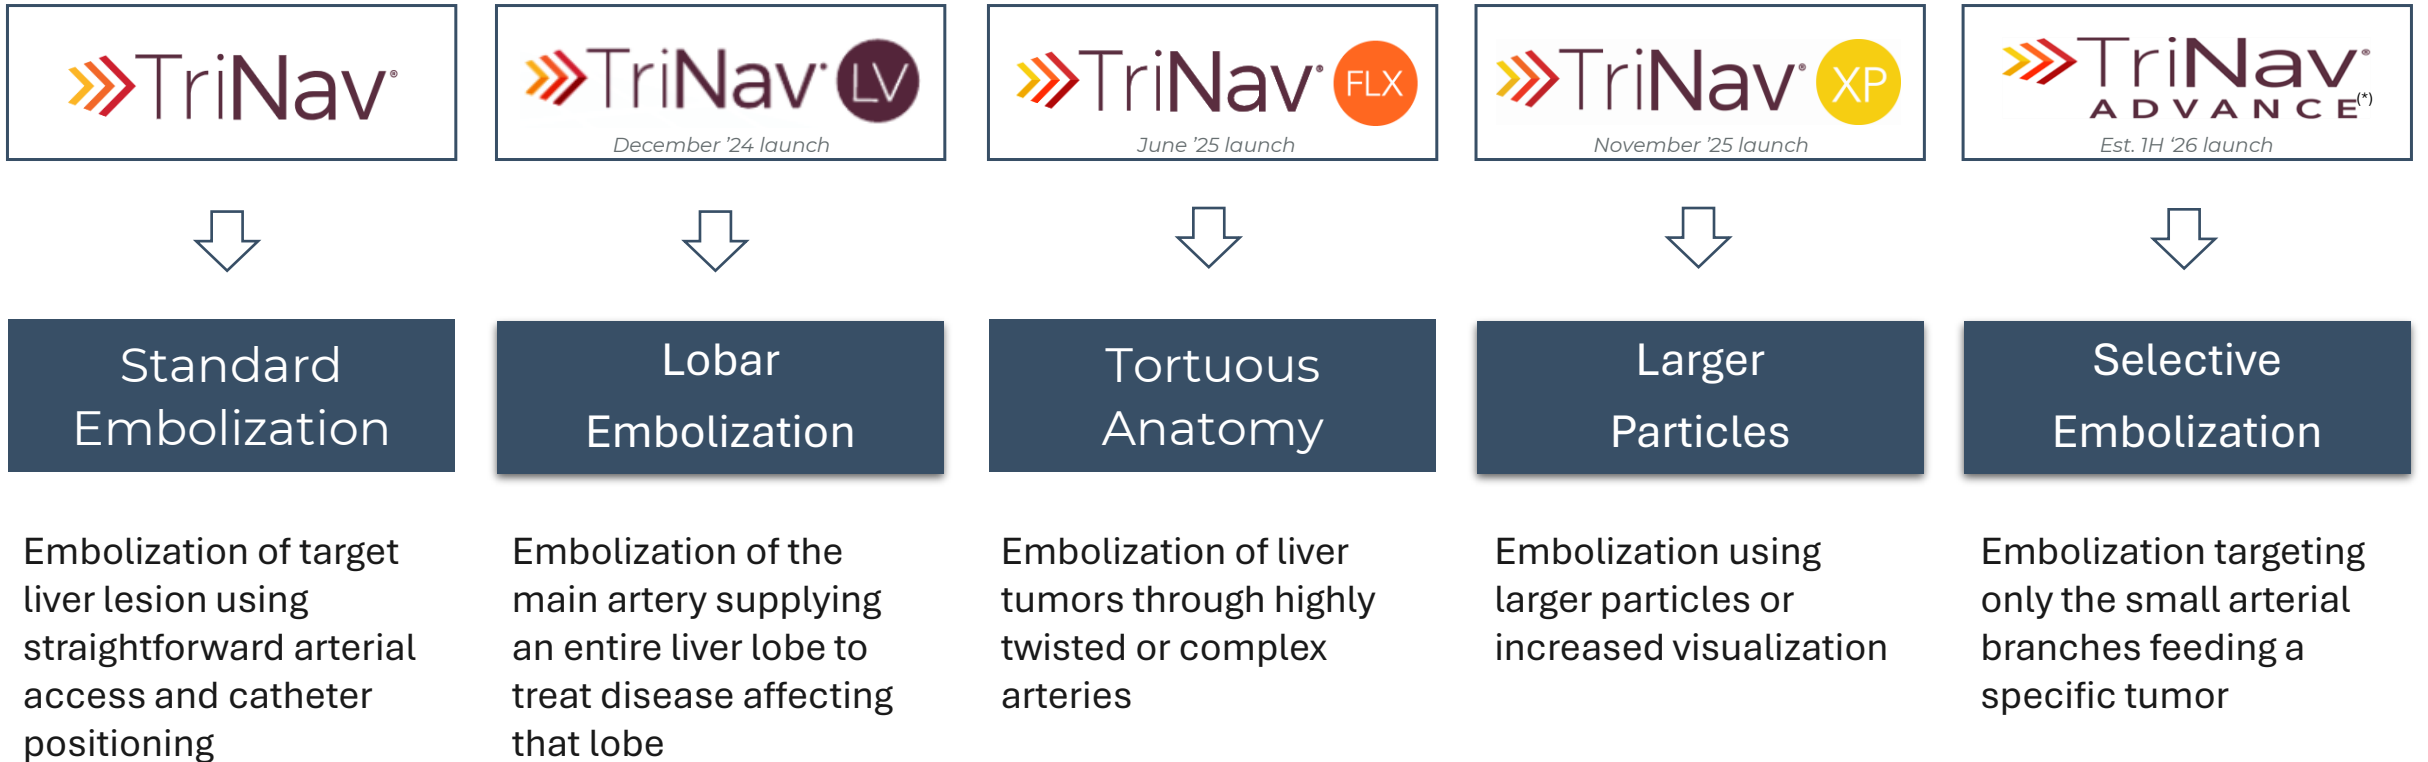 TriNav®
Standard
Embolization
Embolization of target
liver lesion using
straightforward arterial
access and catheter
positioning
TriNav® LV
December ’24 launch
Lobar
Embolization
Embolization of the
main artery supplying
an entire liver lobe to
treat disease affecting
that lobe
TriNav® FLX
June ’25 launch
Tortuous
Anatomy
Embolization of liver
tumors through highly
twisted or complex
arteries
TriNav® XP
November ’25 launch
Larger
Particles
Embolization using
larger particles or
increased visualization
TriNav®
ADVANCE(*)
Est. 1H ‘26 launch
Selective
Embolization
Embolization targeting
only the small arterial
branches feeding a
specific tumor